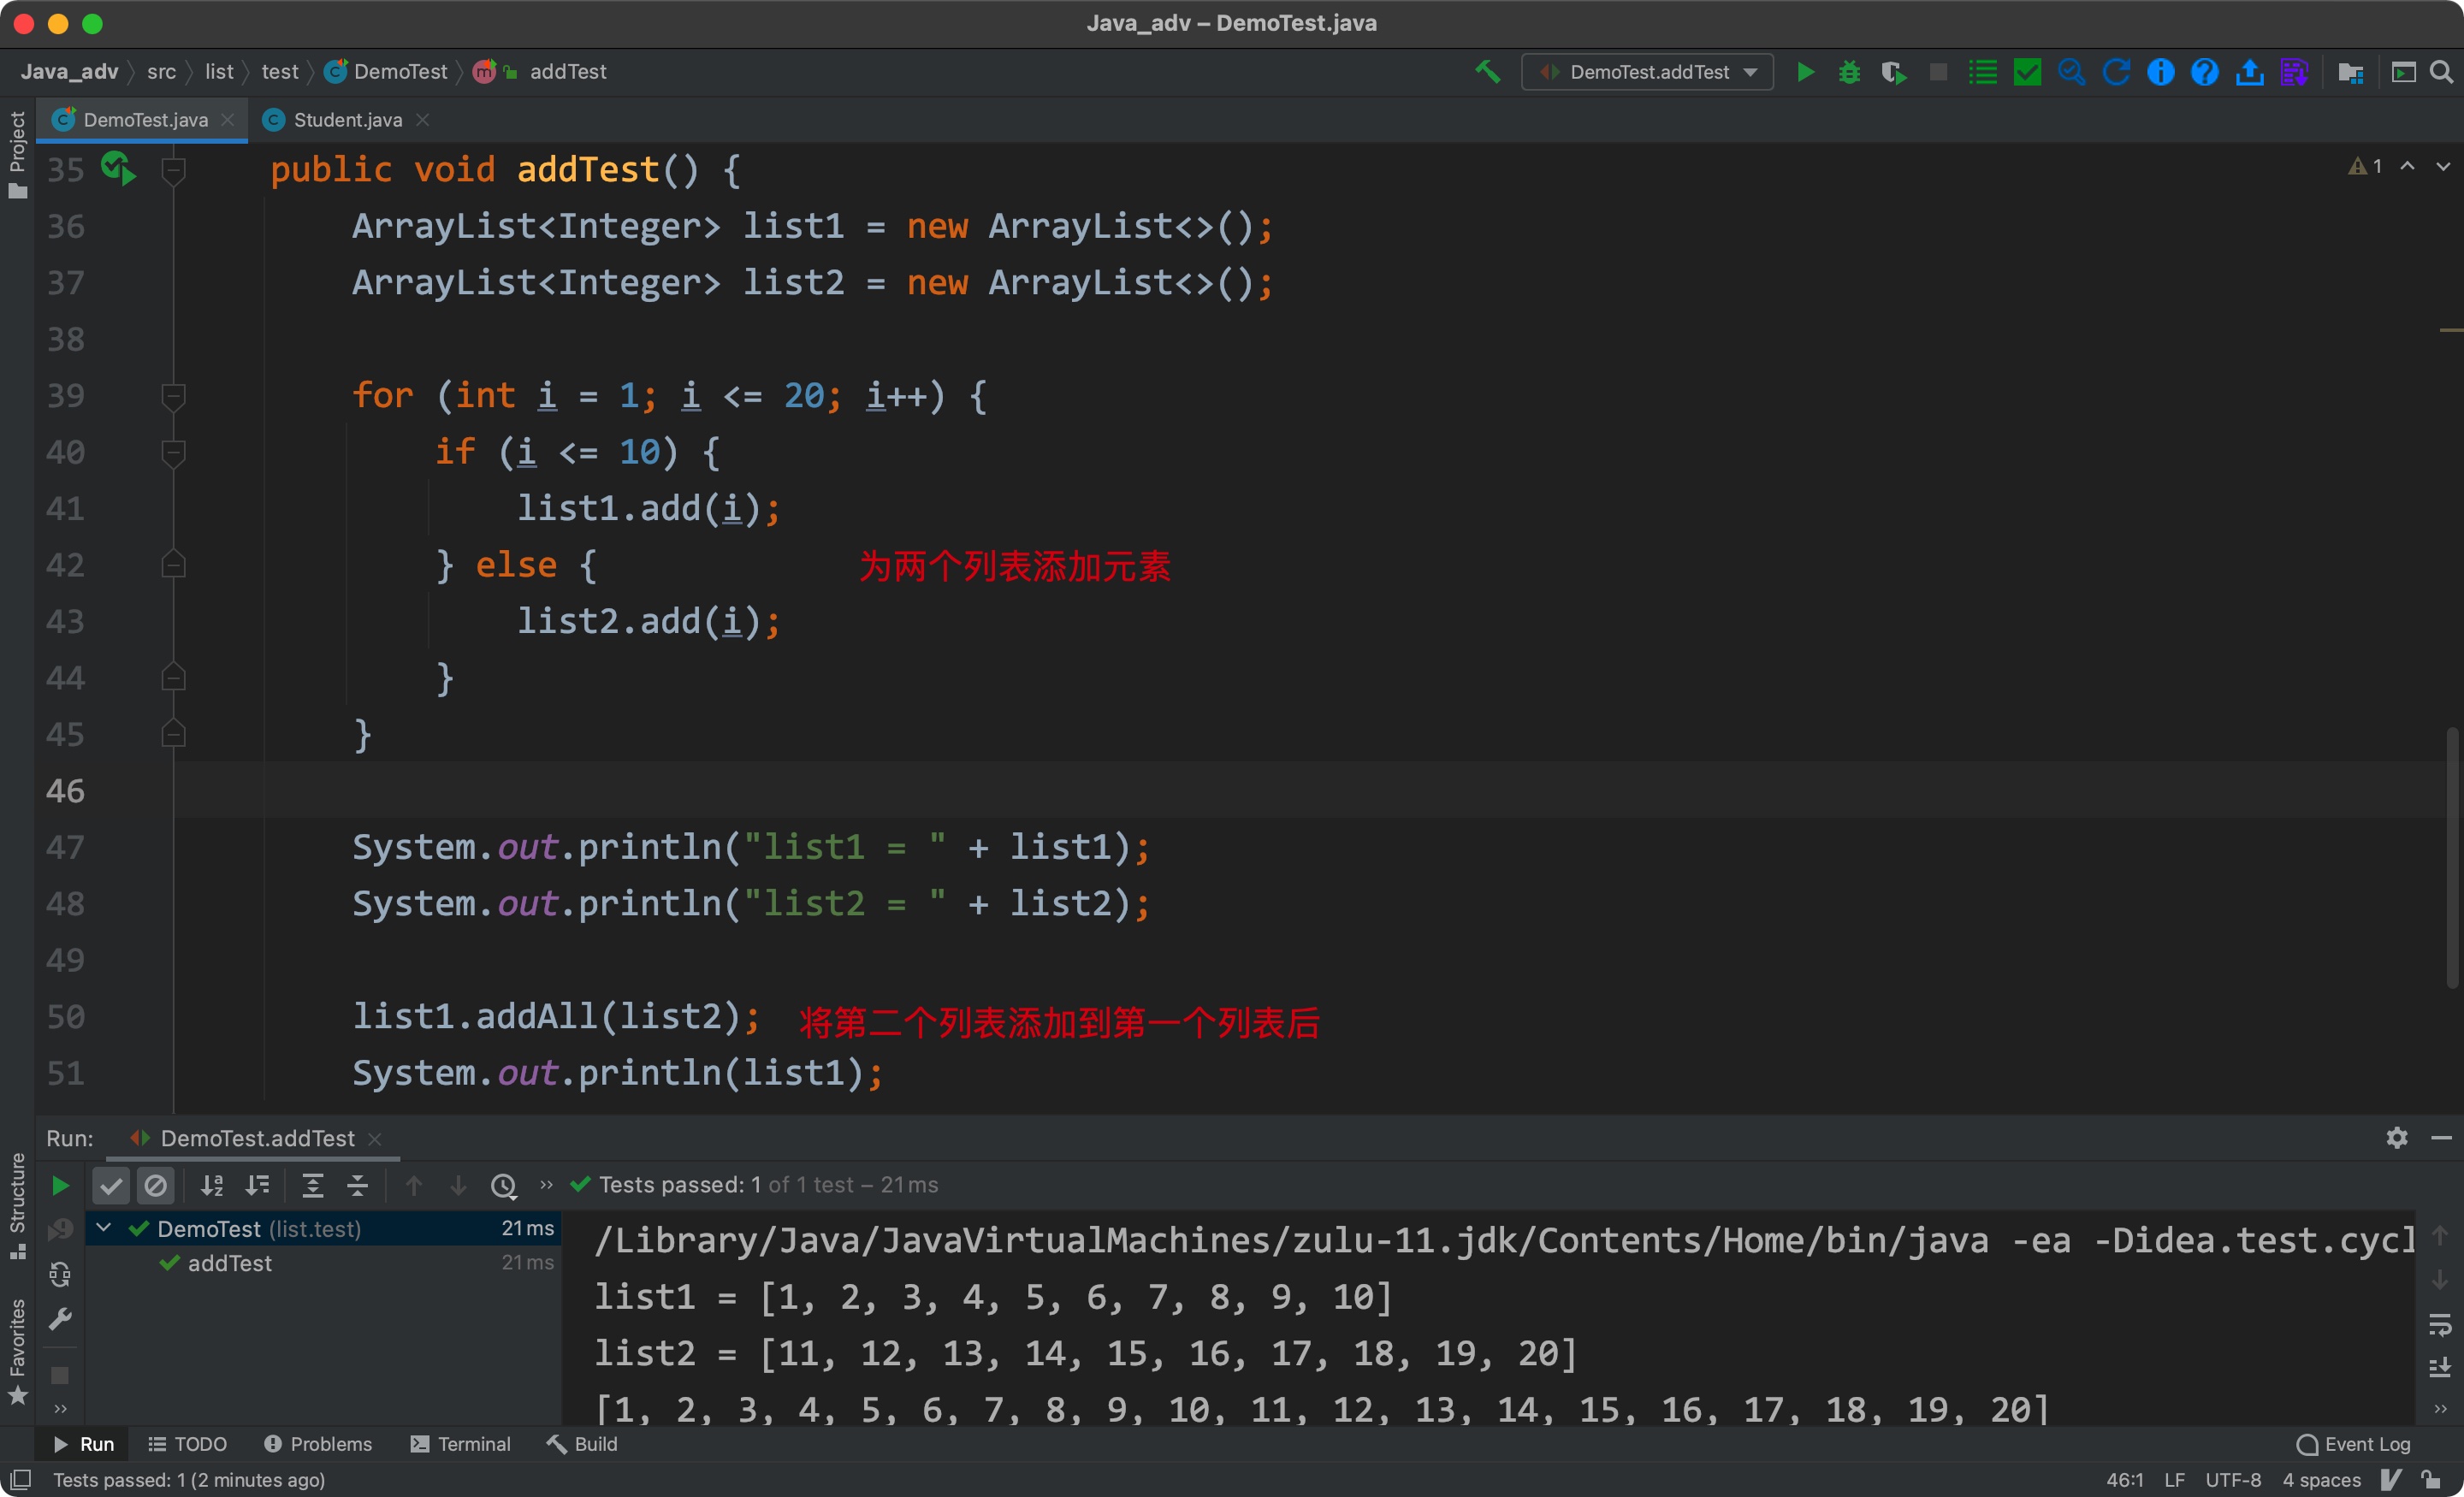 Java_adv – DemoTest.java
Java_adv src list test DemoTest addTest
DemoTest.addTest
DemoTest.java Student.java
Project
35 public void addTest() {
1
36 ArrayList<Integer> list1 = new ArrayList<>();
37 ArrayList<Integer> list2 = new ArrayList<>();
38
39 for (int i = 1; i <= 20; i++) {
40 if (i <= 10) {
41 list1.add(i);
42 } else { 为两个列表添加元素
43 list2.add(i);
44 }
45 }
46
47 System.out.println("list1 = " + list1);
48 System.out.println("list2 = " + list2);
49
50 list1.addAll(list2); 将第二个列表添加到第一个列表后
51 System.out.println(list1);
Run: DemoTest.addTest
Structure
Favorites
Tests passed: 1 of 1 test – 21 ms
DemoTest (list.test) 21 ms
addTest 21 ms
/Library/Java/JavaVirtualMachines/zulu-11.jdk/Contents/Home/bin/java -ea -Didea.test.cycl
list1 = [1, 2, 3, 4, 5, 6, 7, 8, 9, 10]
list2 = [11, 12, 13, 14, 15, 16, 17, 18, 19, 20]
[1, 2, 3, 4, 5, 6, 7, 8, 9, 10, 11, 12, 13, 14, 15, 16, 17, 18, 19, 20]
Run TODO Problems Terminal Build Event Log
Tests passed: 1 (2 minutes ago) 46:1 LF UTF-8 4 spaces